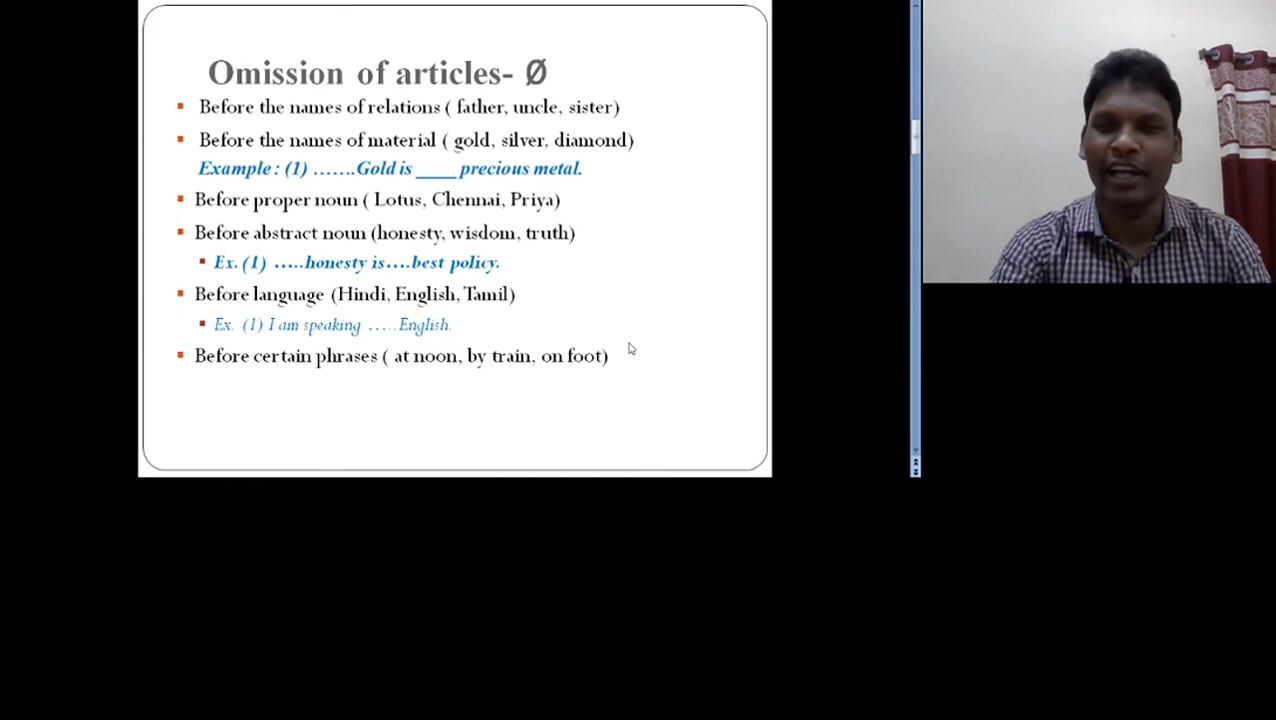 Omission of articles- Ø
Before the names of relations ( father, uncle, sister)
Before the names of material ( gold, silver, diamond)
Example : (1) …….Gold is ____ precious metal.
Before proper noun ( Lotus, Chennai, Priya)
Before abstract noun (honesty, wisdom, truth)
Ex. (1) …..honesty is….best policy.
Before language (Hindi, English, Tamil)
Ex. (1) I am speaking …..English.
Before certain phrases ( at noon, by train, on foot)